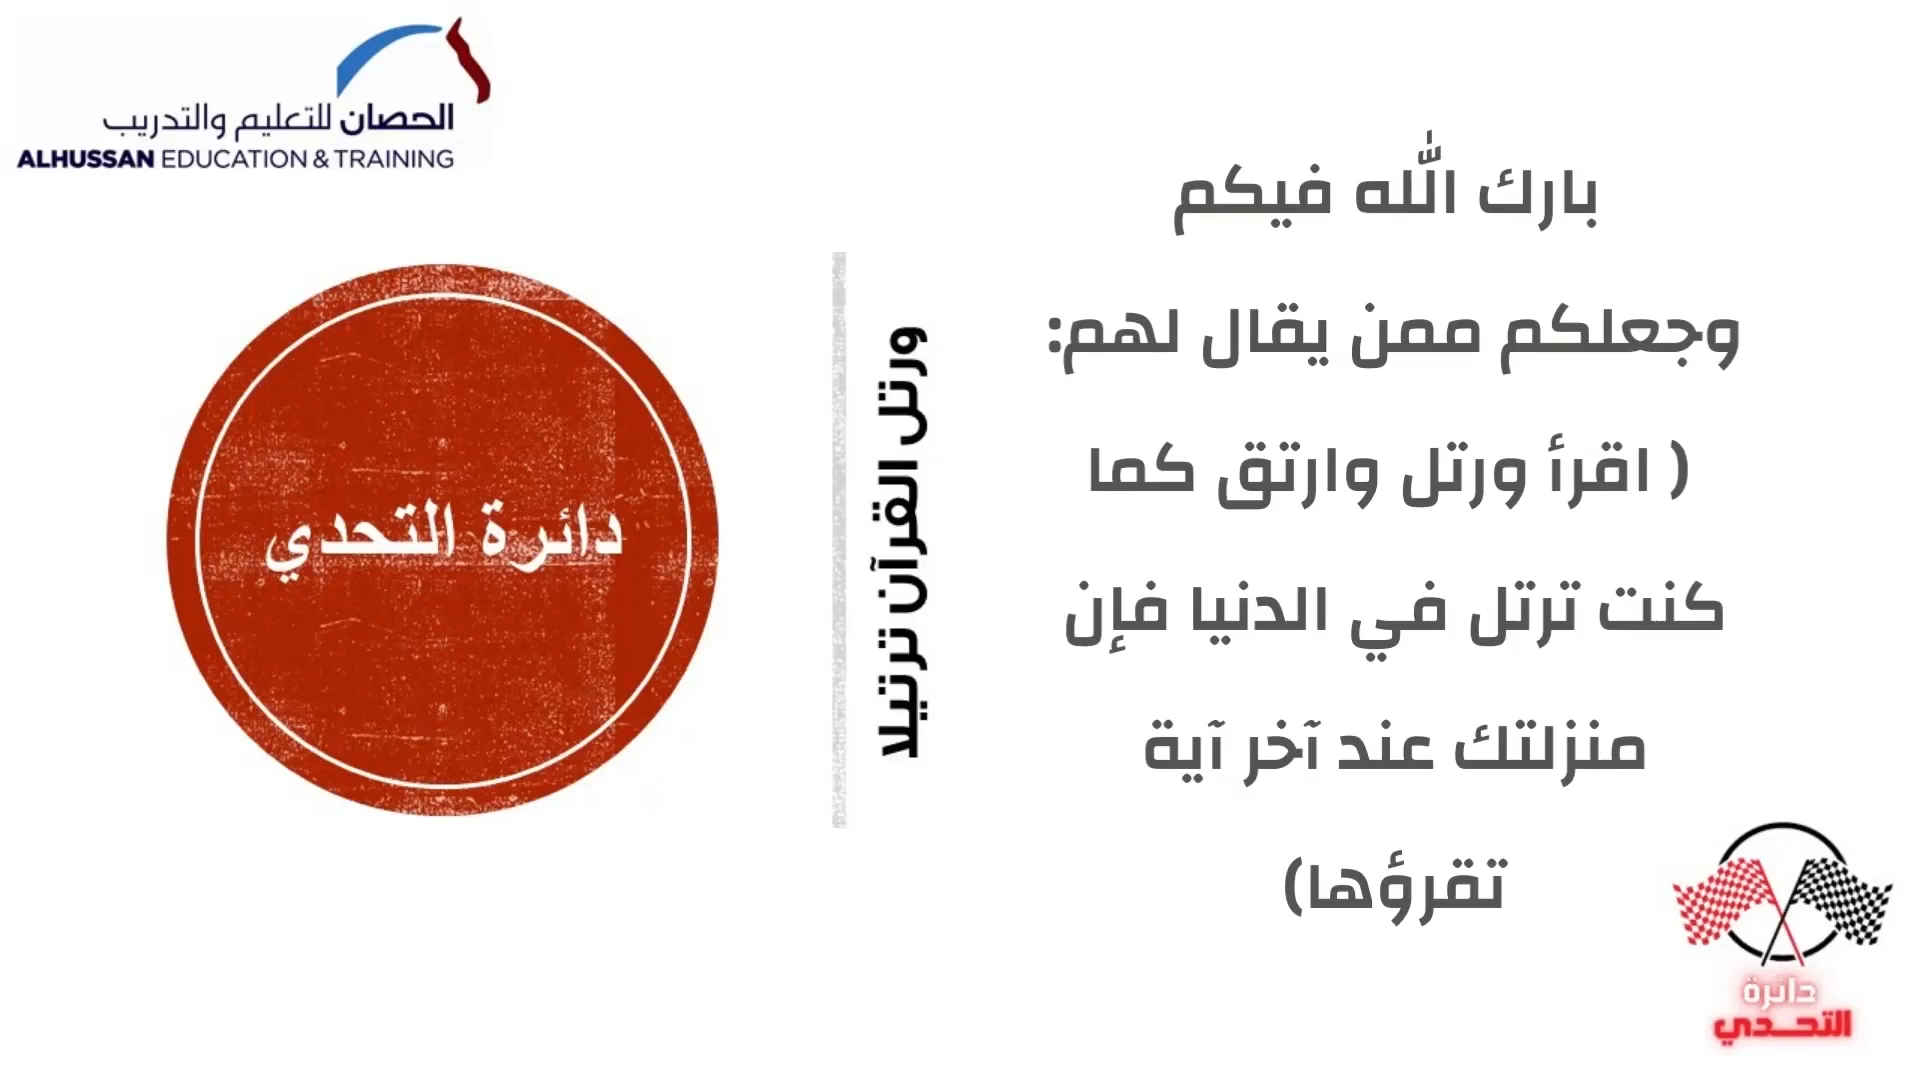 الحصان للتعليم والتدريب
ALHUSSAN EDUCATION & TRAINING
بارك الله فيكم
وجعلكم ممن يقال لهم:
( اقرأ ورتل وارتق كما
كنت ترتل في الدنيا فإن
منزلتك عند آخر آية
تقرؤها)
ورتل القرآن ترتيلا
دائرة التحدي
دائرة
التحدي